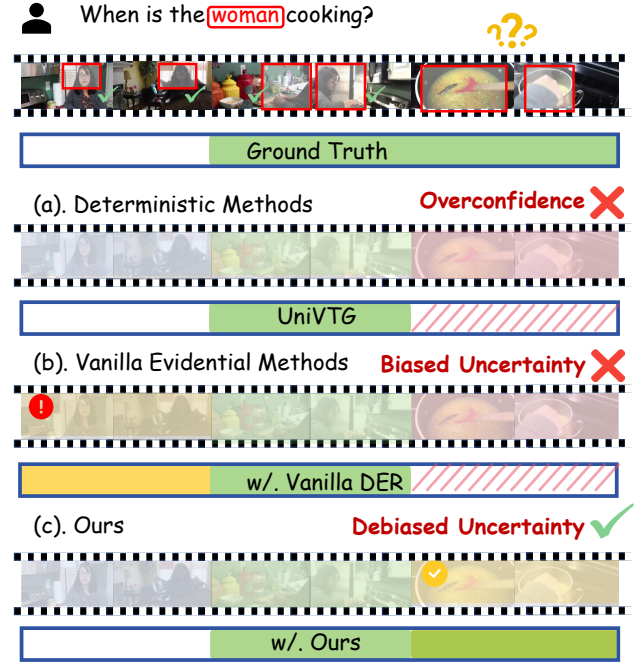 When is the woman cooking?
???
Ground Truth
(a). Deterministic Methods Overconfidence
UniVTG
(b). Vanilla Evidential Methods Biased Uncertainty
!
w/. Vanilla DER
(c). Ours Debiased Uncertainty
w/. Ours